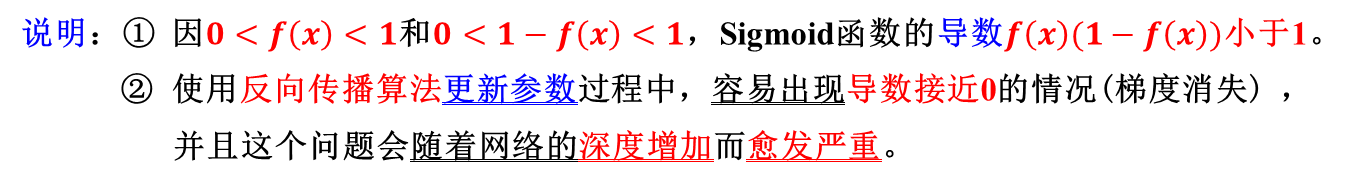 说明：① 因0 < f(x) < 1和0 < 1 − f(x) < 1，Sigmoid函数的导数f(x)(1 − f(x))小于1。
② 使用反向传播算法更新参数过程中，容易出现导数接近0的情况(梯度消失)，
并且这个问题会随着网络的深度增加而愈发严重。